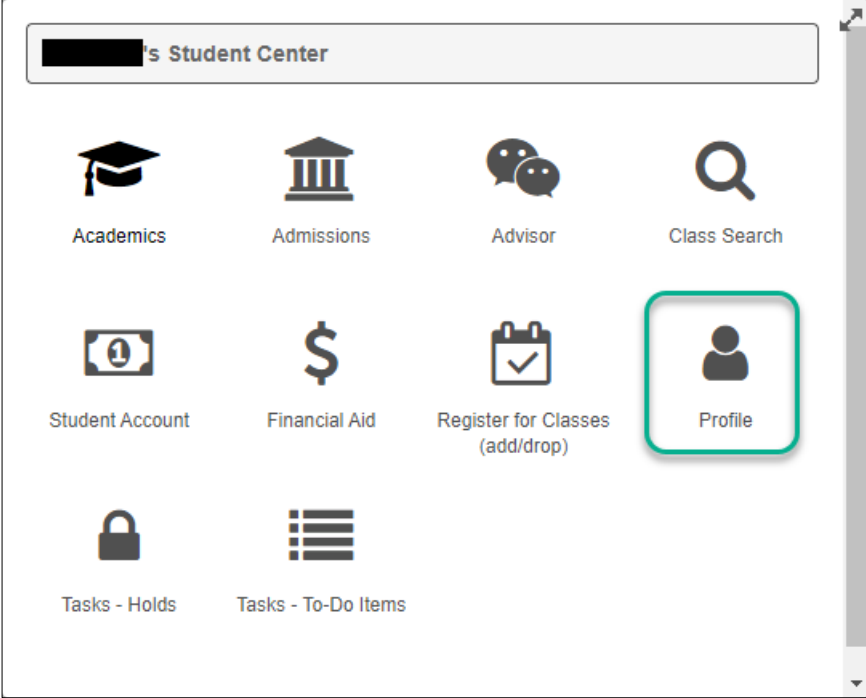 's Student Center
Academics
Admissions
Advisor
Class Search
1
Student Account
Financial Aid
Register for Classes
(add/drop)
Profile
Tasks - Holds
Tasks - To-Do Items